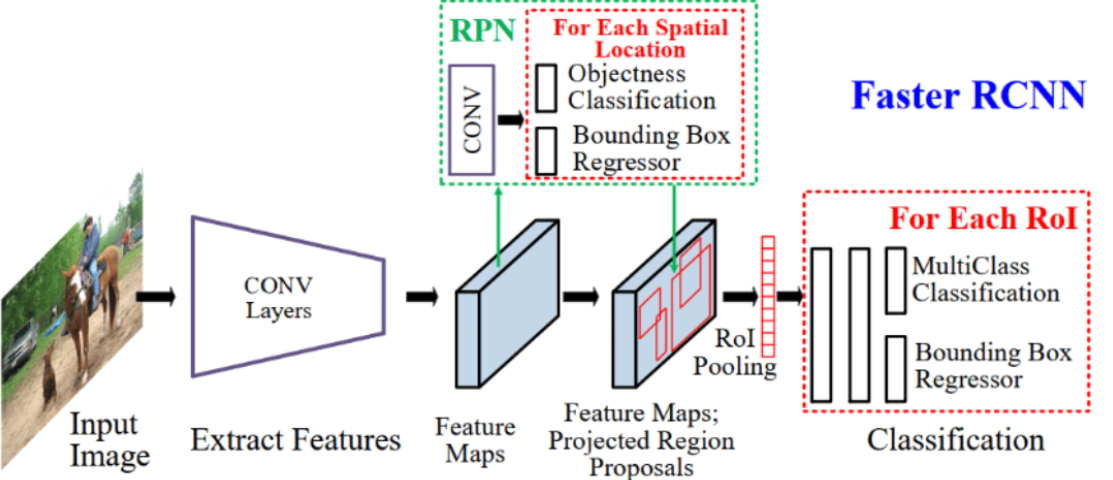 RPN
For Each Spatial
Location
CONV
Objectness
Classification
Bounding Box
Regressor
Faster RCNN
For Each RoI
CONV
Layers
MultiClass
Classification
Bounding Box
Regressor
RoI
Pooling
Input
Image
Extract Features
Feature
Maps
Feature Maps;
Projected Region
Proposals
Classification